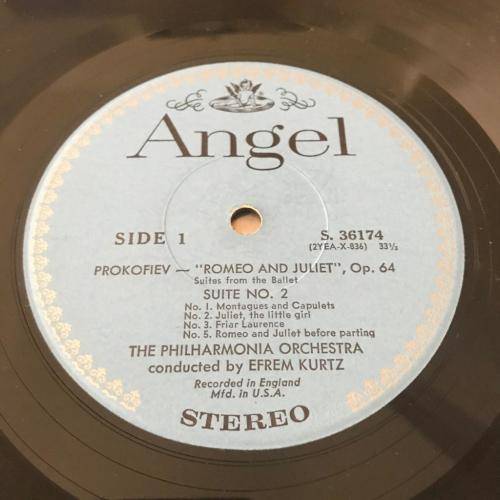 Angel
SIDE 1
S. 36174
(2YEA-X-836) 33⅓
PROKOFIEV — "ROMEO AND JULIET", Op. 64
Suites from the Ballet
SUITE NO. 2
No. 1. Montagues and Capulets
No. 2. Juliet, the little girl
No. 3. Friar Laurence
No. 5. Romeo and Juliet before parting
THE PHILHARMONIA ORCHESTRA
conducted by EFREM KURTZ
Recorded in England
Mfd. in U.S.A.
STEREO